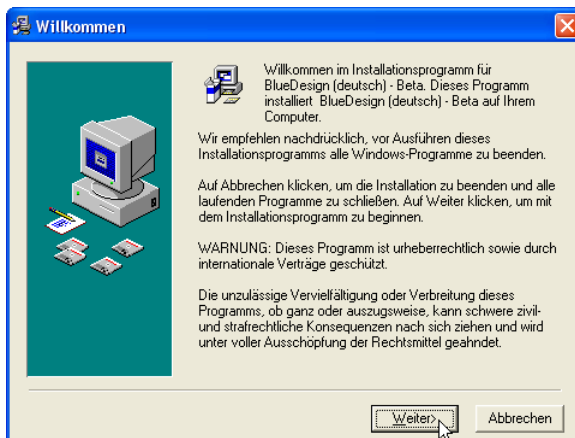 Willkommen
Willkommen im Installationsprogramm für
BlueDesign (deutsch) - Beta. Dieses Programm
installiert BlueDesign (deutsch) - Beta auf Ihrem
Computer.
Wir empfehlen nachdrücklich, vor Ausführen dieses
Installationsprogramms alle Windows-Programme zu beenden.
Auf Abbrechen klicken, um die Installation zu beenden und alle
laufenden Programme zu schließen. Auf Weiter klicken, um mit
dem Installationsprogramm zu beginnen.
WARNUNG: Dieses Programm ist urheberrechtlich sowie durch
internationale Verträge geschützt.
Die unzulässige Vervielfältigung oder Verbreitung dieses
Programms, ob ganz oder auszugsweise, kann schwere zivil-
und strafrechtliche Konsequenzen nach sich ziehen und wird
unter voller Ausschöpfung der Rechtsmittel geahndet.
Weiter> Abbrechen